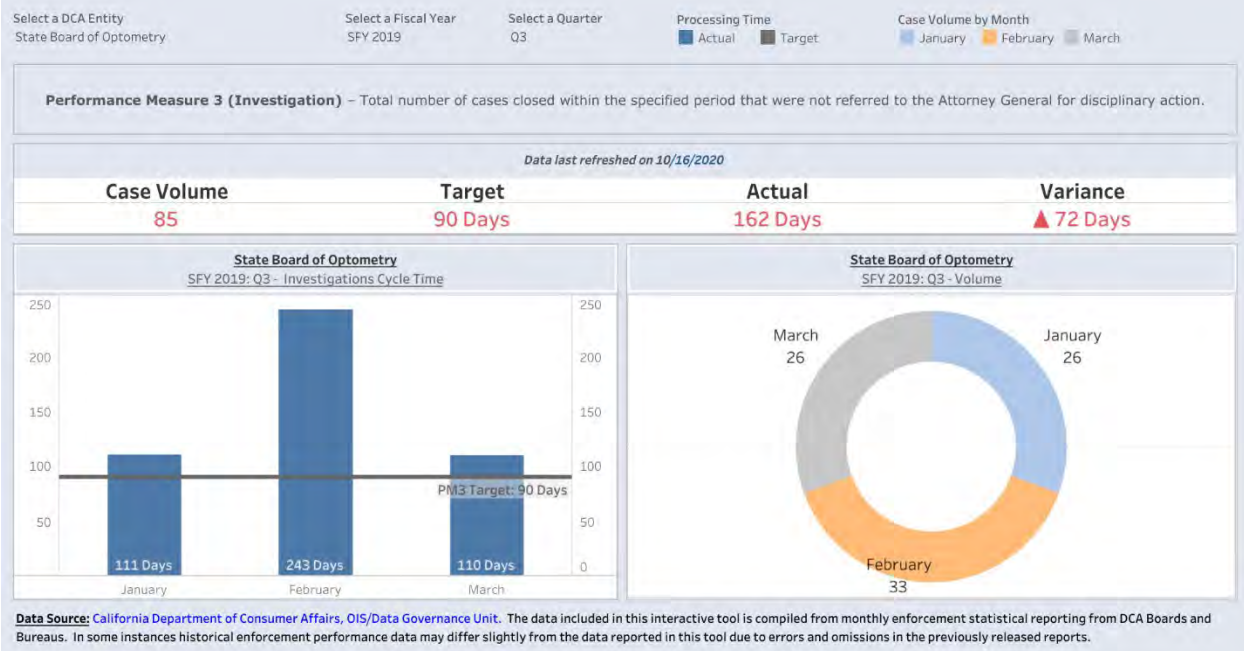 Select a DCA Entity
State Board of Optometry
Select a Fiscal Year
SFY 2019
Select a Quarter
Q3
Processing Time
Actual Target
Case Volume by Month
January February March
Performance Measure 3 (Investigation) – Total number of cases closed within the specified period that were not referred to the Attorney General for disciplinary action.
Data last refreshed on 10/16/2020
Case Volume Target Actual Variance
85 90 Days 162 Days ▲ 72 Days
State Board of Optometry
SFY 2019: Q3 - Investigations Cycle Time
250 250
200 200
150 150
100 100
PM3 Target: 90 Days
50 50
111 Days 243 Days 110 Days 0
January February March
State Board of Optometry
SFY 2019: Q3 - Volume
March
26
January
26
February
33
Data Source: California Department of Consumer Affairs, OIS/Data Governance Unit. The data included in this interactive tool is compiled from monthly enforcement statistical reporting from DCA Boards and
Bureaus. In some instances historical enforcement performance data may differ slightly from the data reported in this tool due to errors and omissions in the previously released reports.